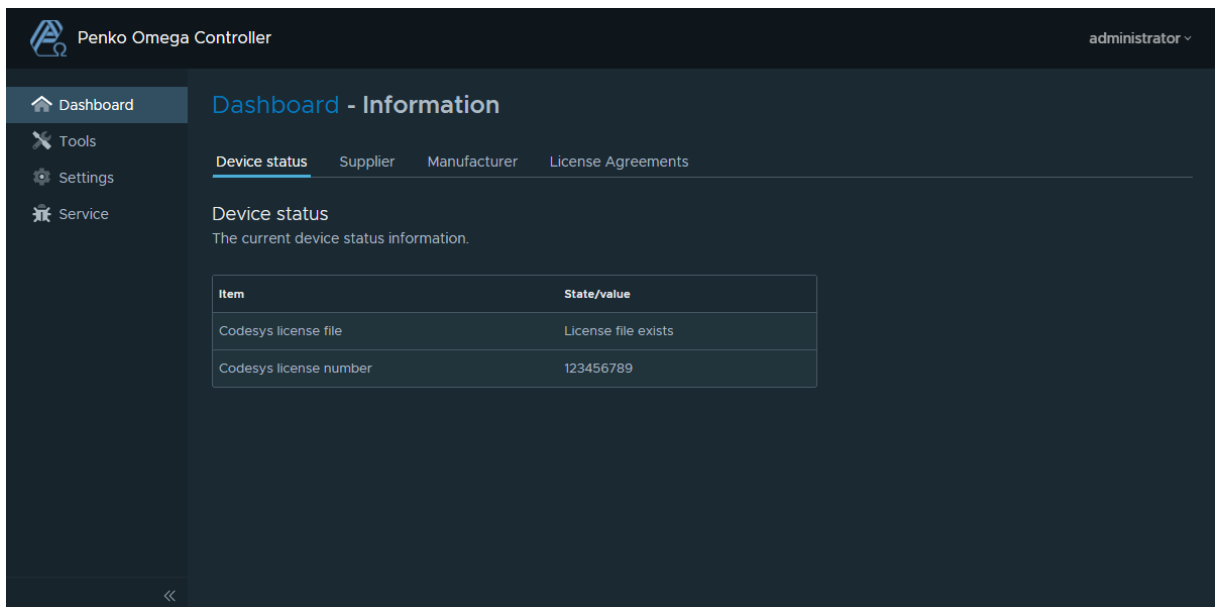 Penko Omega Controller
administrator
Dashboard
Tools
Settings
Service
Dashboard - Information
Device status Supplier Manufacturer License Agreements
Device status
The current device status information.
Item State/value
Codesys license file License file exists
Codesys license number 123456789